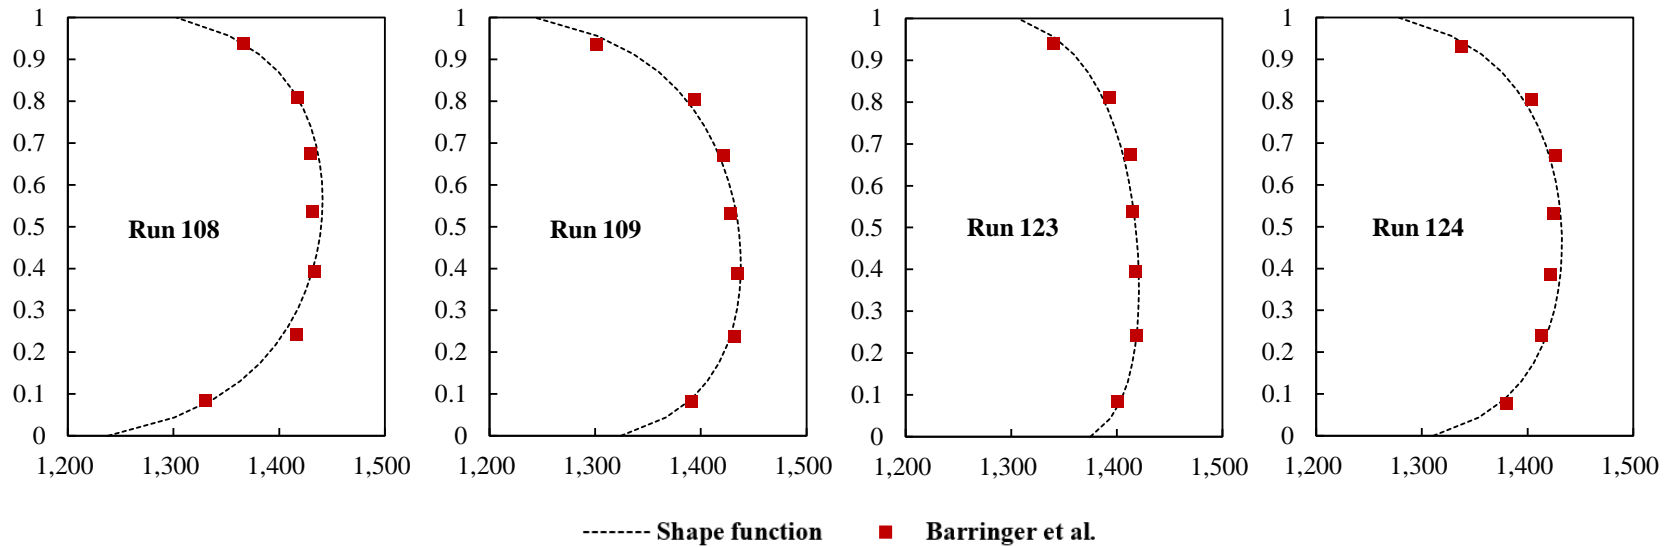 1 1 1 1
0.9 0.9 0.9 0.9
0.8 0.8 0.8 0.8
0.7 0.7 0.7 0.7
0.6 0.6 0.6 0.6
0.5 Run 108 0.5 Run 109 0.5 Run 123 0.5 Run 124
0.4 0.4 0.4 0.4
0.3 0.3 0.3 0.3
0.2 0.2 0.2 0.2
0.1 0.1 0.1 0.1
0 0 0 0
1,200 1,300 1,400 1,500 1,200 1,300 1,400 1,500 1,200 1,300 1,400 1,500 1,200 1,300 1,400 1,500
Shape function Barringer et al.